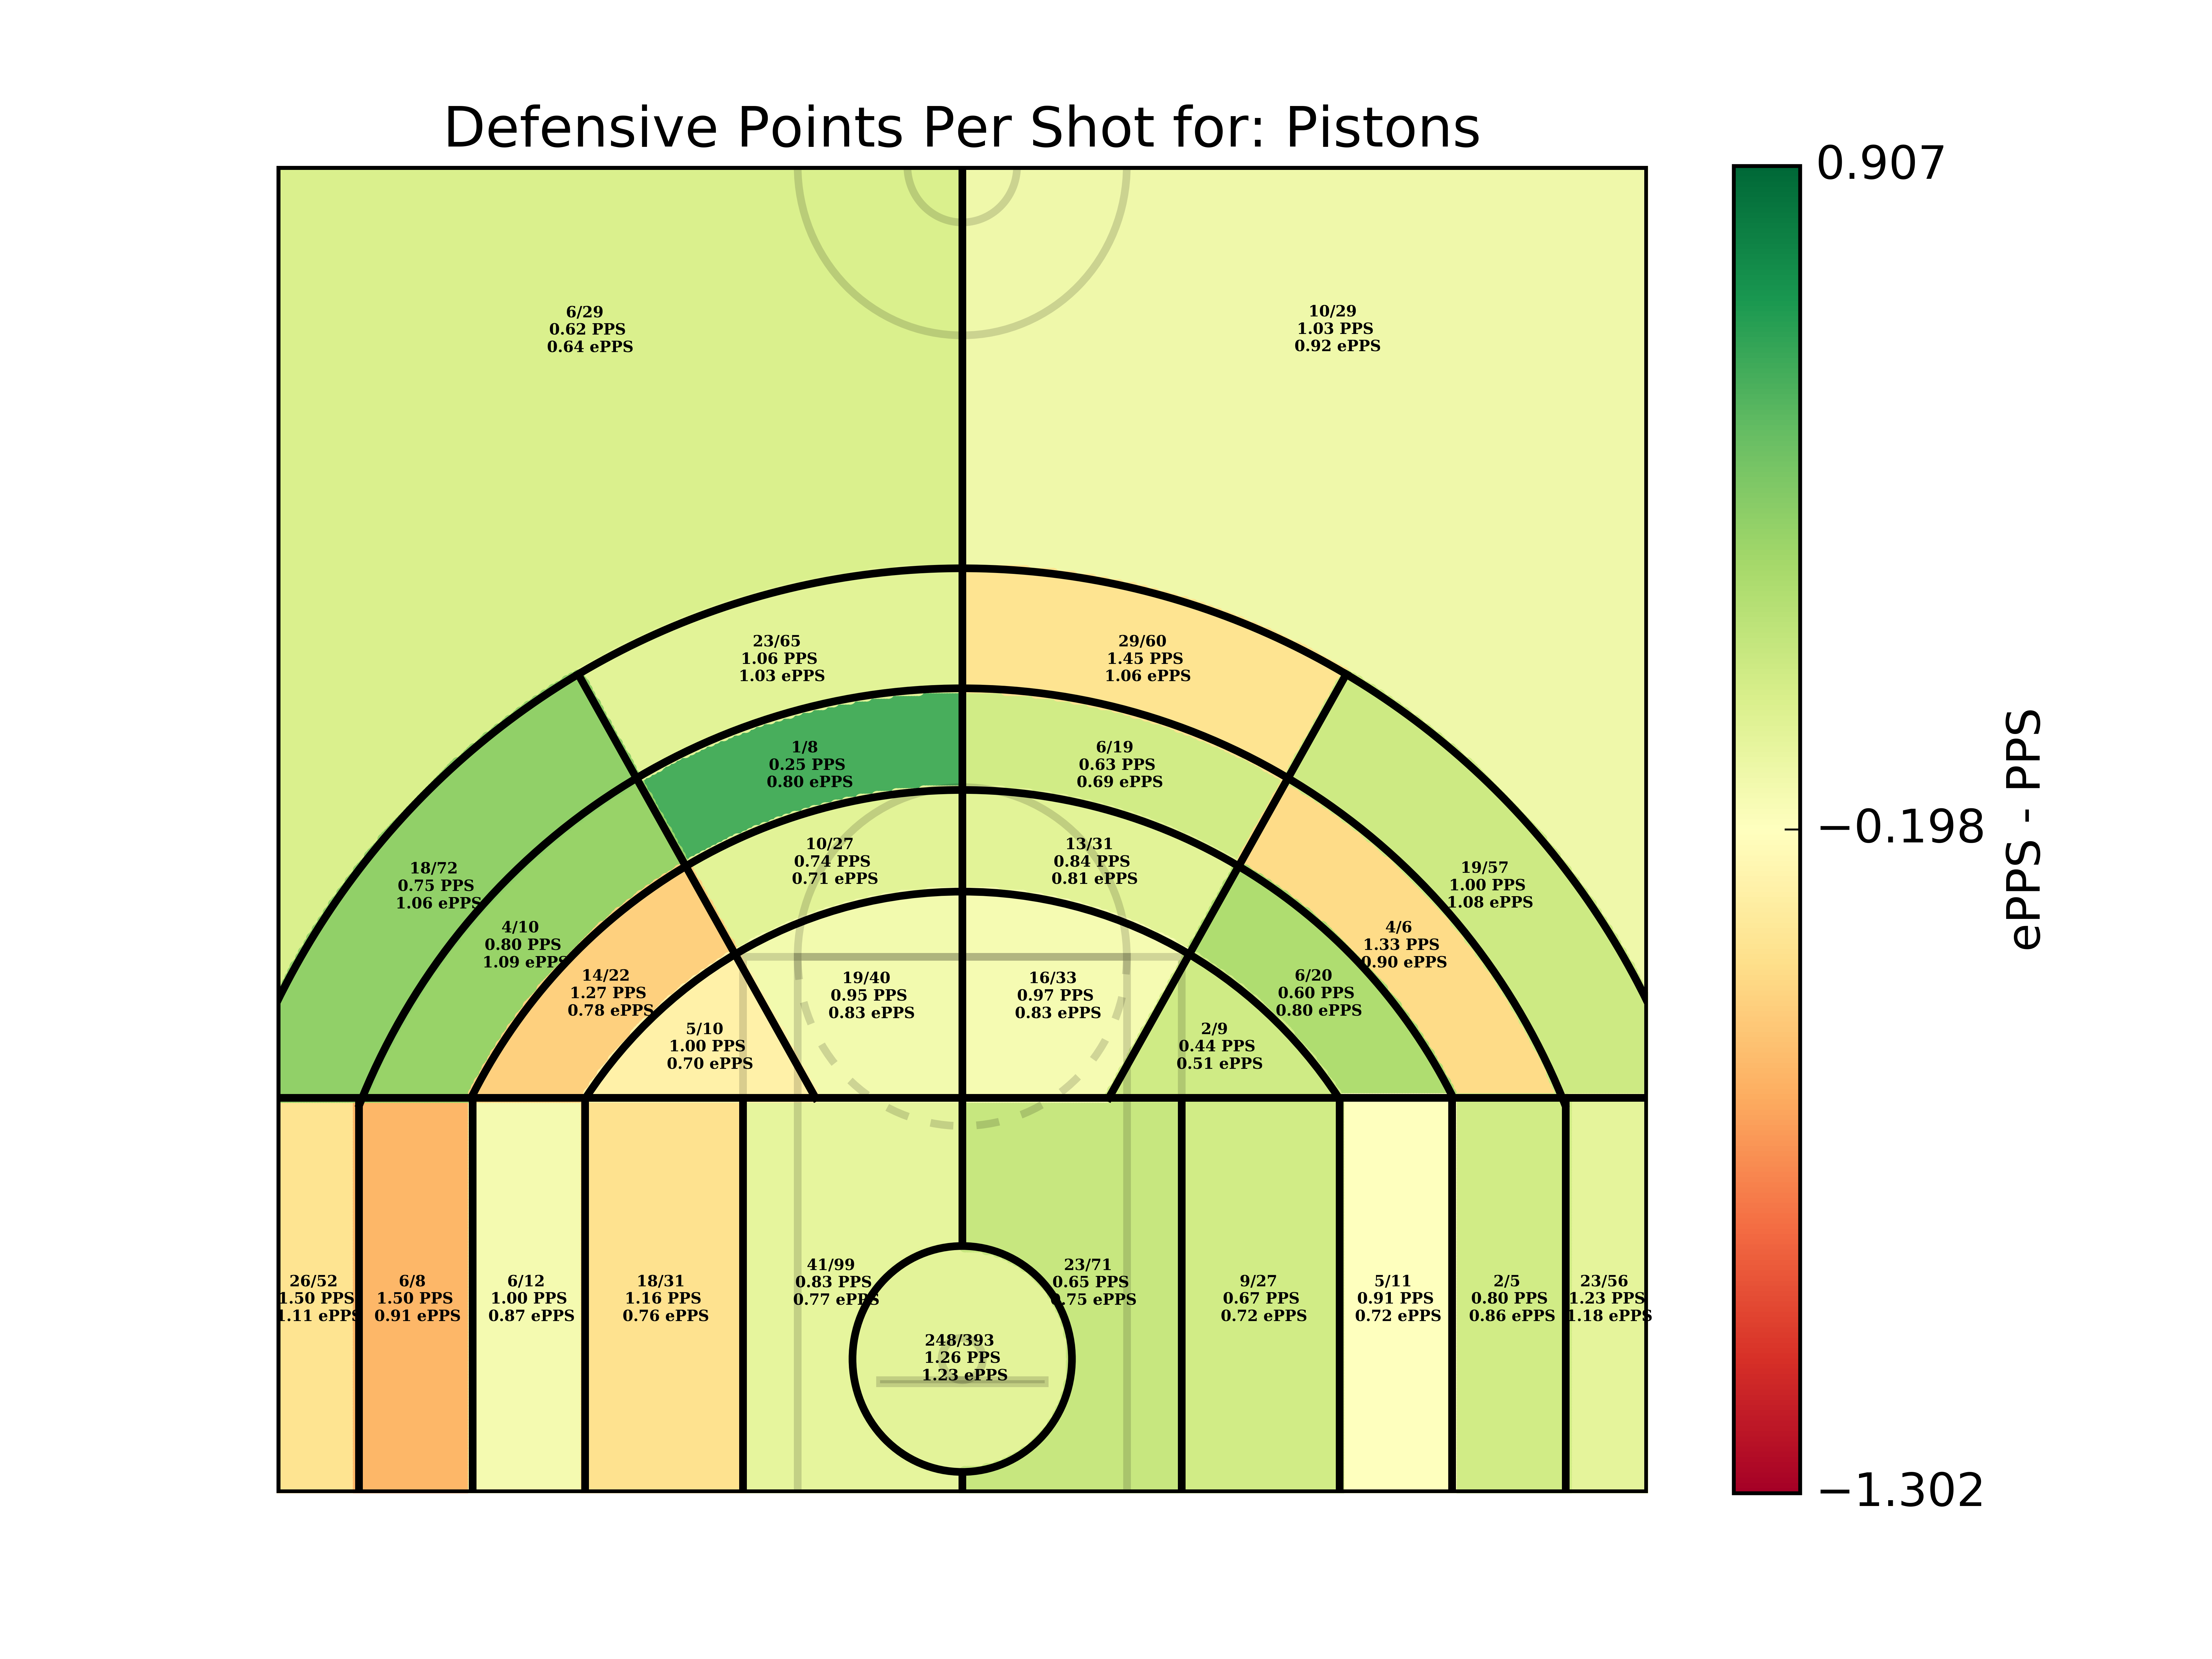 Defensive Points Per Shot for: Pistons
6/29
0.62 PPS
0.64 ePPS
10/29
1.03 PPS
0.92 ePPS
23/65
1.06 PPS
1.03 ePPS
29/60
1.45 PPS
1.06 ePPS
1/8
0.25 PPS
0.80 ePPS
6/19
0.63 PPS
0.69 ePPS
10/27
0.74 PPS
0.71 ePPS
13/31
0.84 PPS
0.81 ePPS
18/72
0.75 PPS
1.06 ePPS
19/57
1.00 PPS
1.08 ePPS
4/10
0.80 PPS
1.09 ePPS
4/6
1.33 PPS
0.90 ePPS
14/22
1.27 PPS
0.78 ePPS
19/40
0.95 PPS
0.83 ePPS
16/33
0.97 PPS
0.83 ePPS
6/20
0.60 PPS
0.80 ePPS
5/10
1.00 PPS
0.70 ePPS
2/9
0.44 PPS
0.51 ePPS
26/52
1.50 PPS
1.11 ePPS
6/8
1.50 PPS
0.91 ePPS
6/12
1.00 PPS
0.87 ePPS
18/31
1.16 PPS
0.76 ePPS
41/99
0.83 PPS
0.77 ePPS
23/71
0.65 PPS
0.75 ePPS
9/27
0.67 PPS
0.72 ePPS
5/11
0.91 PPS
0.72 ePPS
2/5
0.80 PPS
0.86 ePPS
23/56
1.23 PPS
1.18 ePPS
248/393
1.26 PPS
1.23 ePPS
0.907
−0.198
−1.302
ePPS - PPS